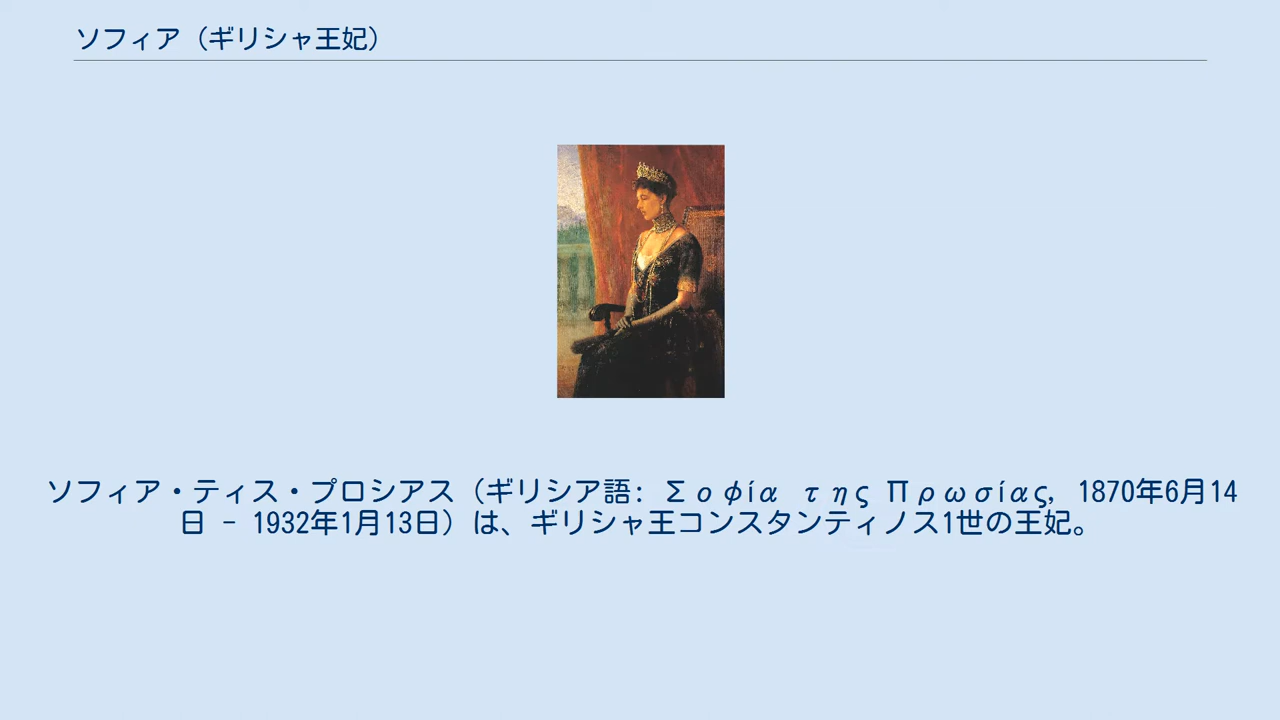 ソフィア（ギリシャ王妃）
ソフィア・ティス・プロシアス（ギリシア語: Σοφία της Πρωσίας, 1870年6月14
日 - 1932年1月13日）は、ギリシャ王コンスタンティノス1世の王妃。